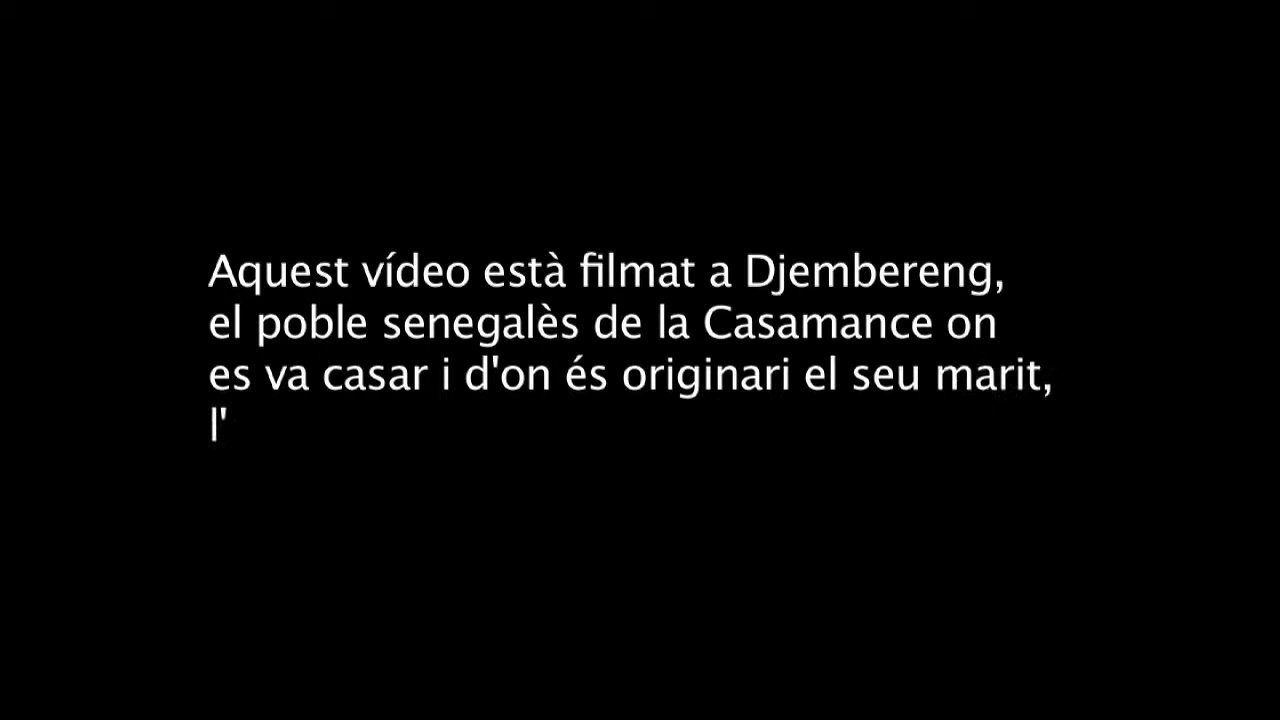 Aquest vídeo està filmat a Djembereng,
el poble senegalès de la Casamance on
es va casar i d'on és originari el seu marit,
l'